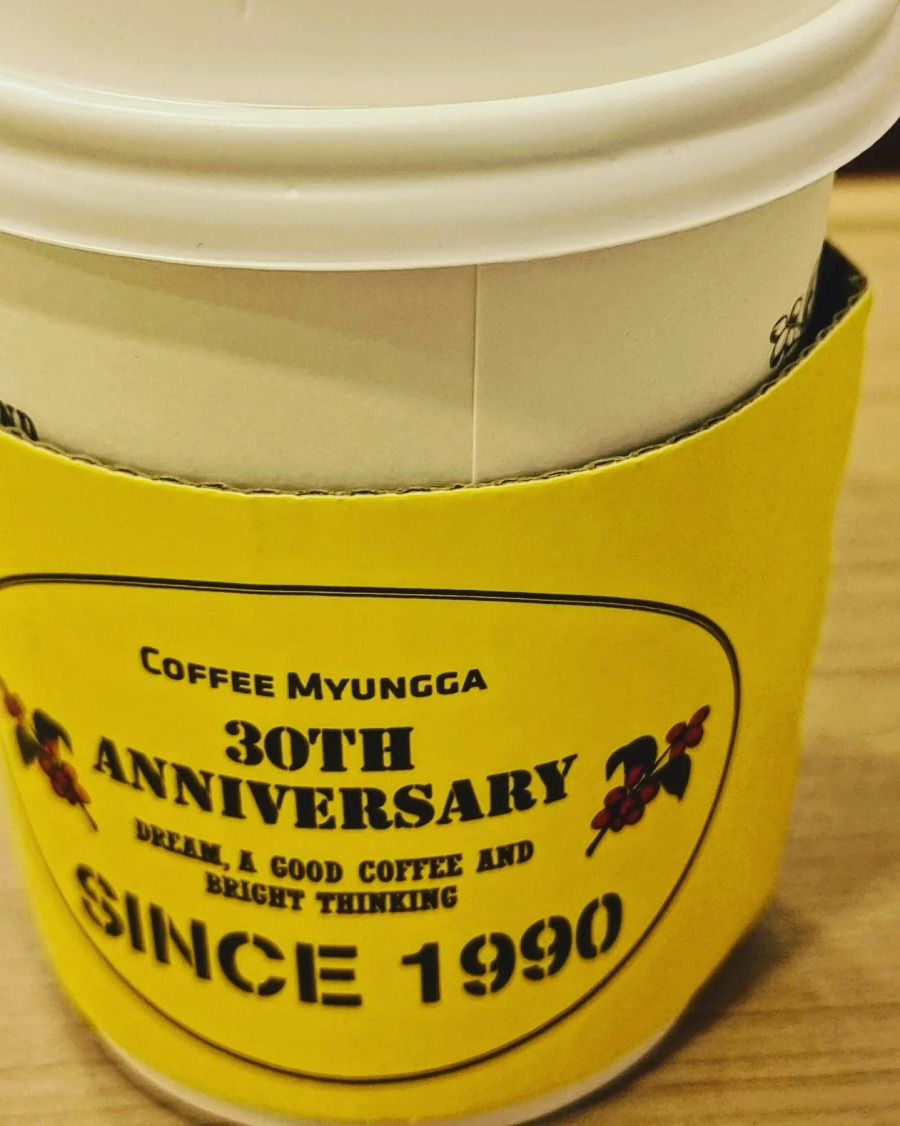 COFFEE MYUNGGA
30TH
ANNIVERSARY
DREAM, A GOOD COFFEE AND
BRIGHT THINKING
SINCE 1990